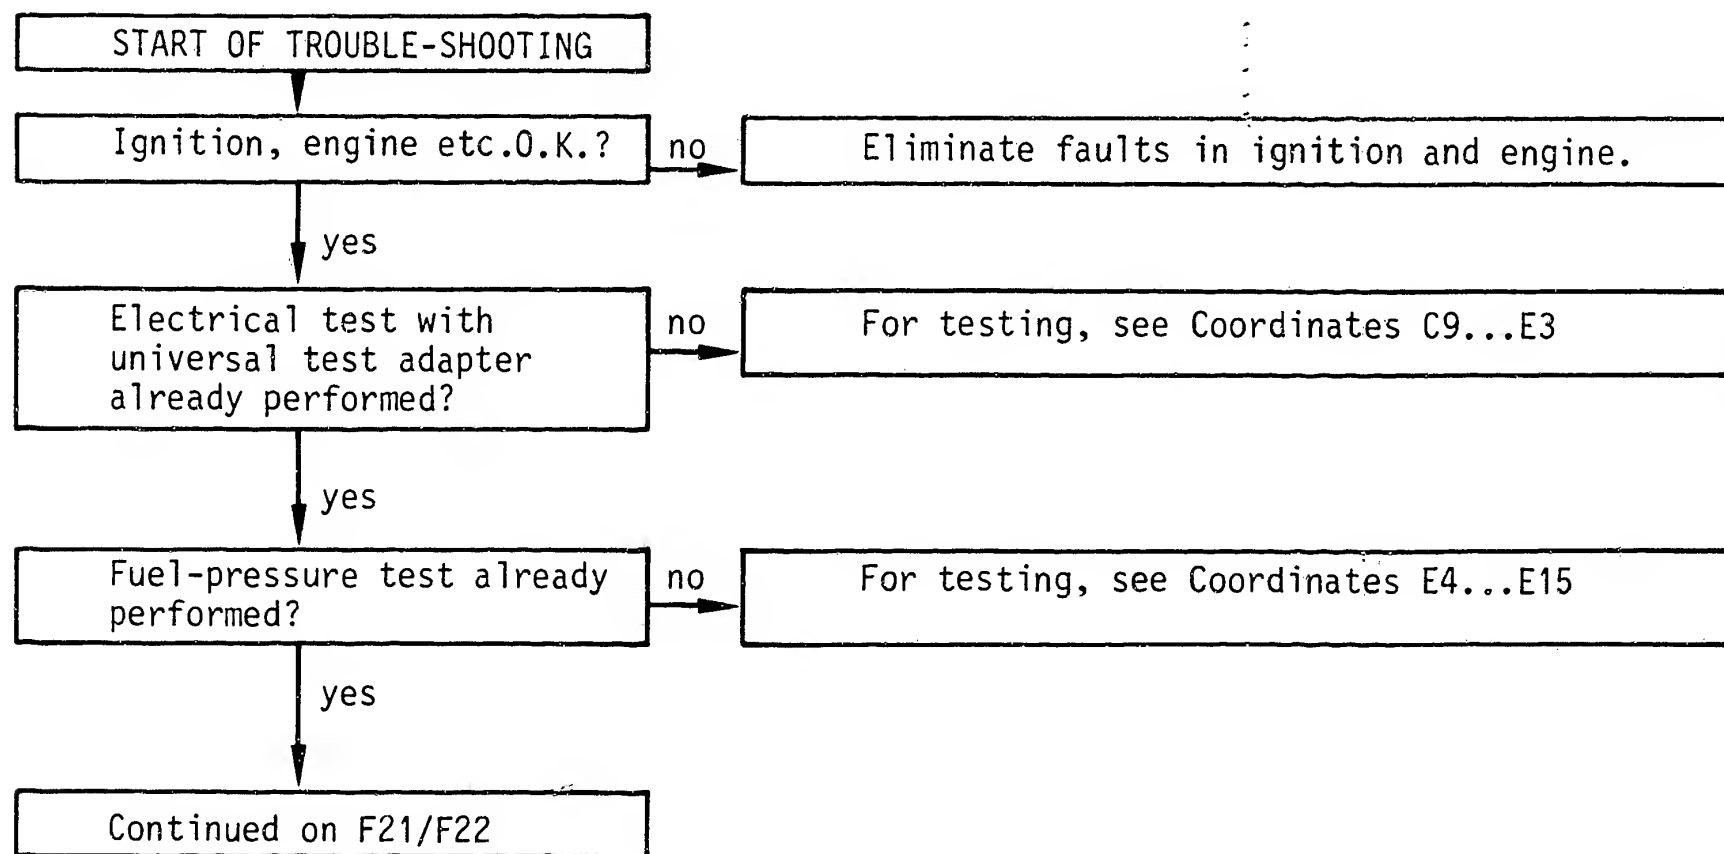 START OF TROUBLE-SHOOTING
Ignition, engine etc.O.K.?
no
Eliminate faults in ignition and engine.
yes
Electrical test with
universal test adapter
already performed?
no
For testing, see Coordinates C9...E3
yes
Fuel-pressure test already
performed?
no
For testing, see Coordinates E4...E15
yes
Continued on F21/F22